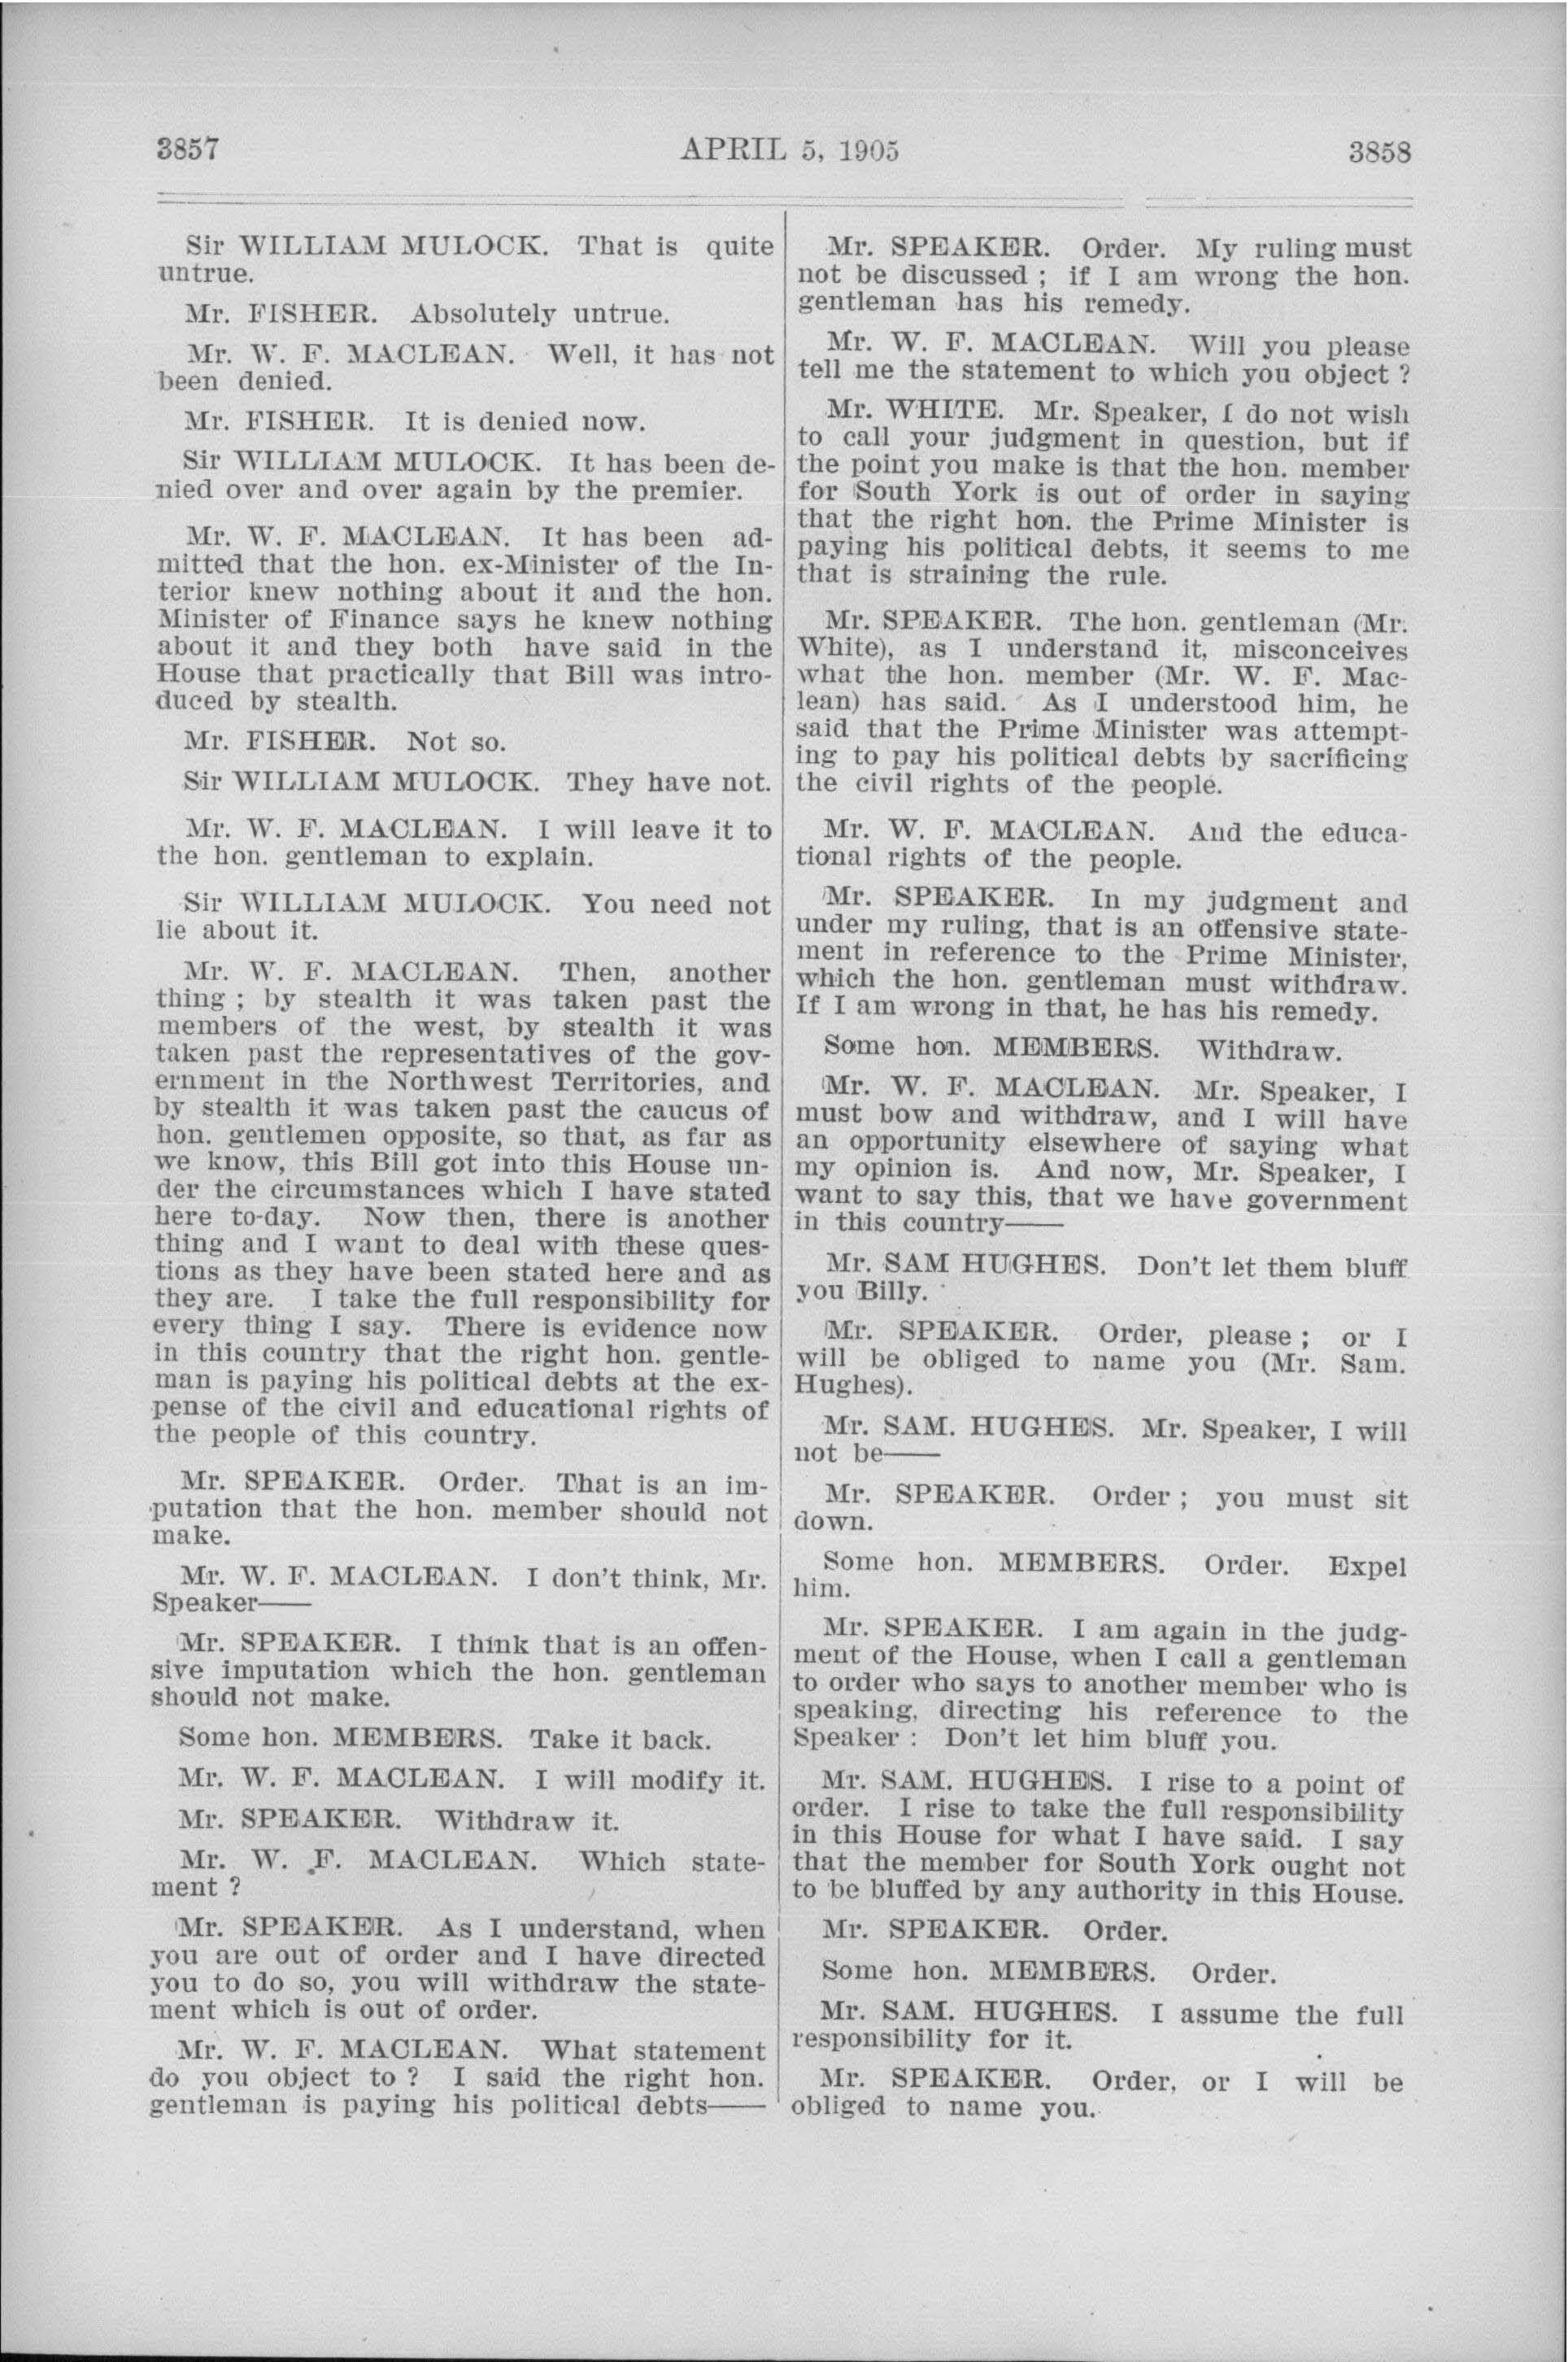 3857
APRIL 5, 1905
3858
Sir WILLIAM MULOCK. That is quite
untrue.
Mr. FISHER. Absolutely untrue.
Mr. W. F. MACLEAN. Well, it has not
been denied.
Mr. FISHER. It is denied now.
Sir WILLIAM MULOCK. It has been de-
nied over and over again by the premier.
Mr. W. F. MACLEAN. It has been ad-
mitted that the hon. ex-Minister of the In-
terior knew nothing about it and the hon.
Minister of Finance says he knew nothing
about it and they both have said in the
House that practically that Bill was intro-
duced by stealth.
Mr. FISHER. Not so.
Sir WILLIAM MULOCK. They have not.
Mr. W. F. MACLEAN. I will leave it to
the hon. gentleman to explain.
Sir WILLIAM MULOCK. You need not
lie about it.
Mr. W. F. MACLEAN. Then, another
thing ; by stealth it was taken past the
members of the west, by stealth it was
taken past the representatives of the gov-
ernment in the Northwest Territories, and
by stealth it was taken past the caucus of
hon. gentlemen opposite, so that, as far as
we know, this Bill got into this House un-
der the circumstances which I have stated
here to-day. Now then, there is another
thing and I want to deal with these ques-
tions as they have been stated here and as
they are. I take the full responsibility for
every thing I say. There is evidence now
in this country that the right hon. gentle-
man is paying his political debts at the ex-
pense of the civil and educational rights of
the people of this country.
Mr. SPEAKER. Order. That is an im-
putation that the hon. member should not
make.
Mr. W. F. MACLEAN. I don't think, Mr.
Speaker——
Mr. SPEAKER. I think that is an offen-
sive imputation which the hon. gentleman
should not make.
Some hon. MEMBERS. Take it back.
Mr. W. F. MACLEAN. I will modify it.
Mr. SPEAKER. Withdraw it.
Mr. W. F. MACLEAN. Which state-
ment ?
Mr. SPEAKER. As I understand, when
you are out of order and I have directed
you to do so, you will withdraw the state-
ment which is out of order.
Mr. W. F. MACLEAN. What statement
do you object to ? I said the right hon.
gentleman is paying his political debts——
Mr. SPEAKER. Order. My ruling must
not be discussed ; if I am wrong the hon.
gentleman has his remedy.
Mr. W. F. MACLEAN. Will you please
tell me the statement to which you object ?
Mr. WHITE. Mr. Speaker, I do not wish
to call your judgment in question, but if
the point you make is that the hon. member
for South York is out of order in saying
that the right hon. the Prime Minister is
paying his political debts, it seems to me
that is straining the rule.
Mr. SPEAKER. The hon. gentleman (Mr.
White), as I understand it, misconceives
what the hon. member (Mr. W. F. Mac-
lean) has said. As I understood him, he
said that the Prime Minister was attempt-
ing to pay his political debts by sacrificing
the civil rights of the people.
Mr. W. F. MACLEAN. And the educa-
tional rights of the people.
Mr. SPEAKER. In my judgment and
under my ruling, that is an offensive state-
ment in reference to the Prime Minister,
which the hon. gentleman must withdraw.
If I am wrong in that, he has his remedy.
Some hon. MEMBERS. Withdraw.
Mr. W. F. MACLEAN. Mr. Speaker, I
must bow and withdraw, and I will have
an opportunity elsewhere of saying what
my opinion is. And now, Mr. Speaker, I
want to say this, that we have government
in this country——
Mr. SAM HUGHES. Don't let them bluff
you Billy.
Mr. SPEAKER. Order, please ; or I
will be obliged to name you (Mr. Sam.
Hughes).
Mr. SAM. HUGHES. Mr. Speaker, I will
not be——
Mr. SPEAKER. Order ; you must sit
down.
Some hon. MEMBERS. Order. Expel
him.
Mr. SPEAKER. I am again in the judg-
ment of the House, when I call a gentleman
to order who says to another member who is
speaking, directing his reference to the
Speaker : Don't let him bluff you.
Mr. SAM. HUGHES. I rise to a point of
order. I rise to take the full responsibility
in this House for what I have said. I say
that the member for South York ought not
to be bluffed by any authority in this House.
Mr. SPEAKER. Order.
Some hon. MEMBERS. Order.
Mr. SAM. HUGHES. I assume the full
responsibility for it.
Mr. SPEAKER. Order, or I will be
obliged to name you.